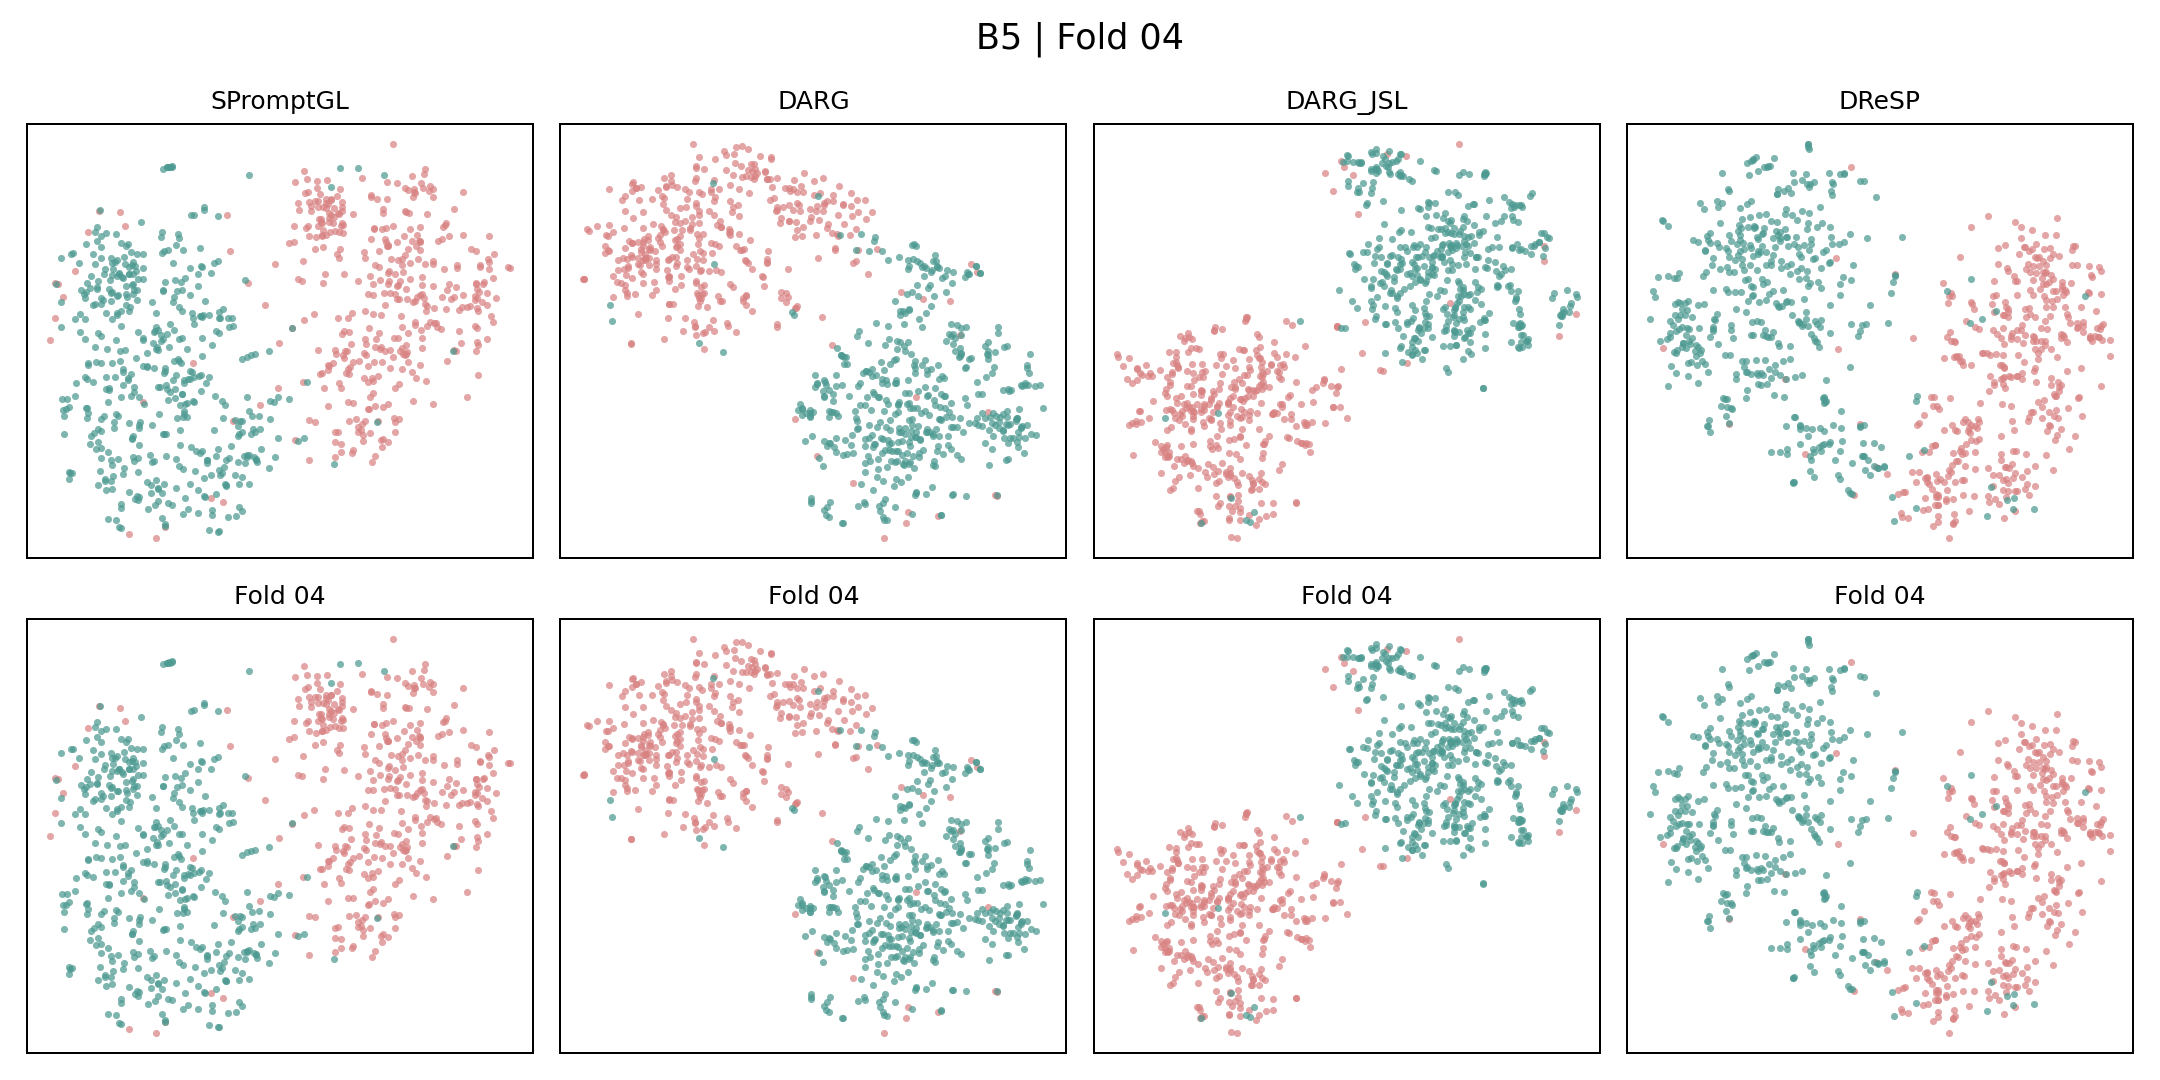 B5 | Fold 04
SPromptGL
DARG
DARG_JSL
DReSP
Fold 04
Fold 04
Fold 04
Fold 04